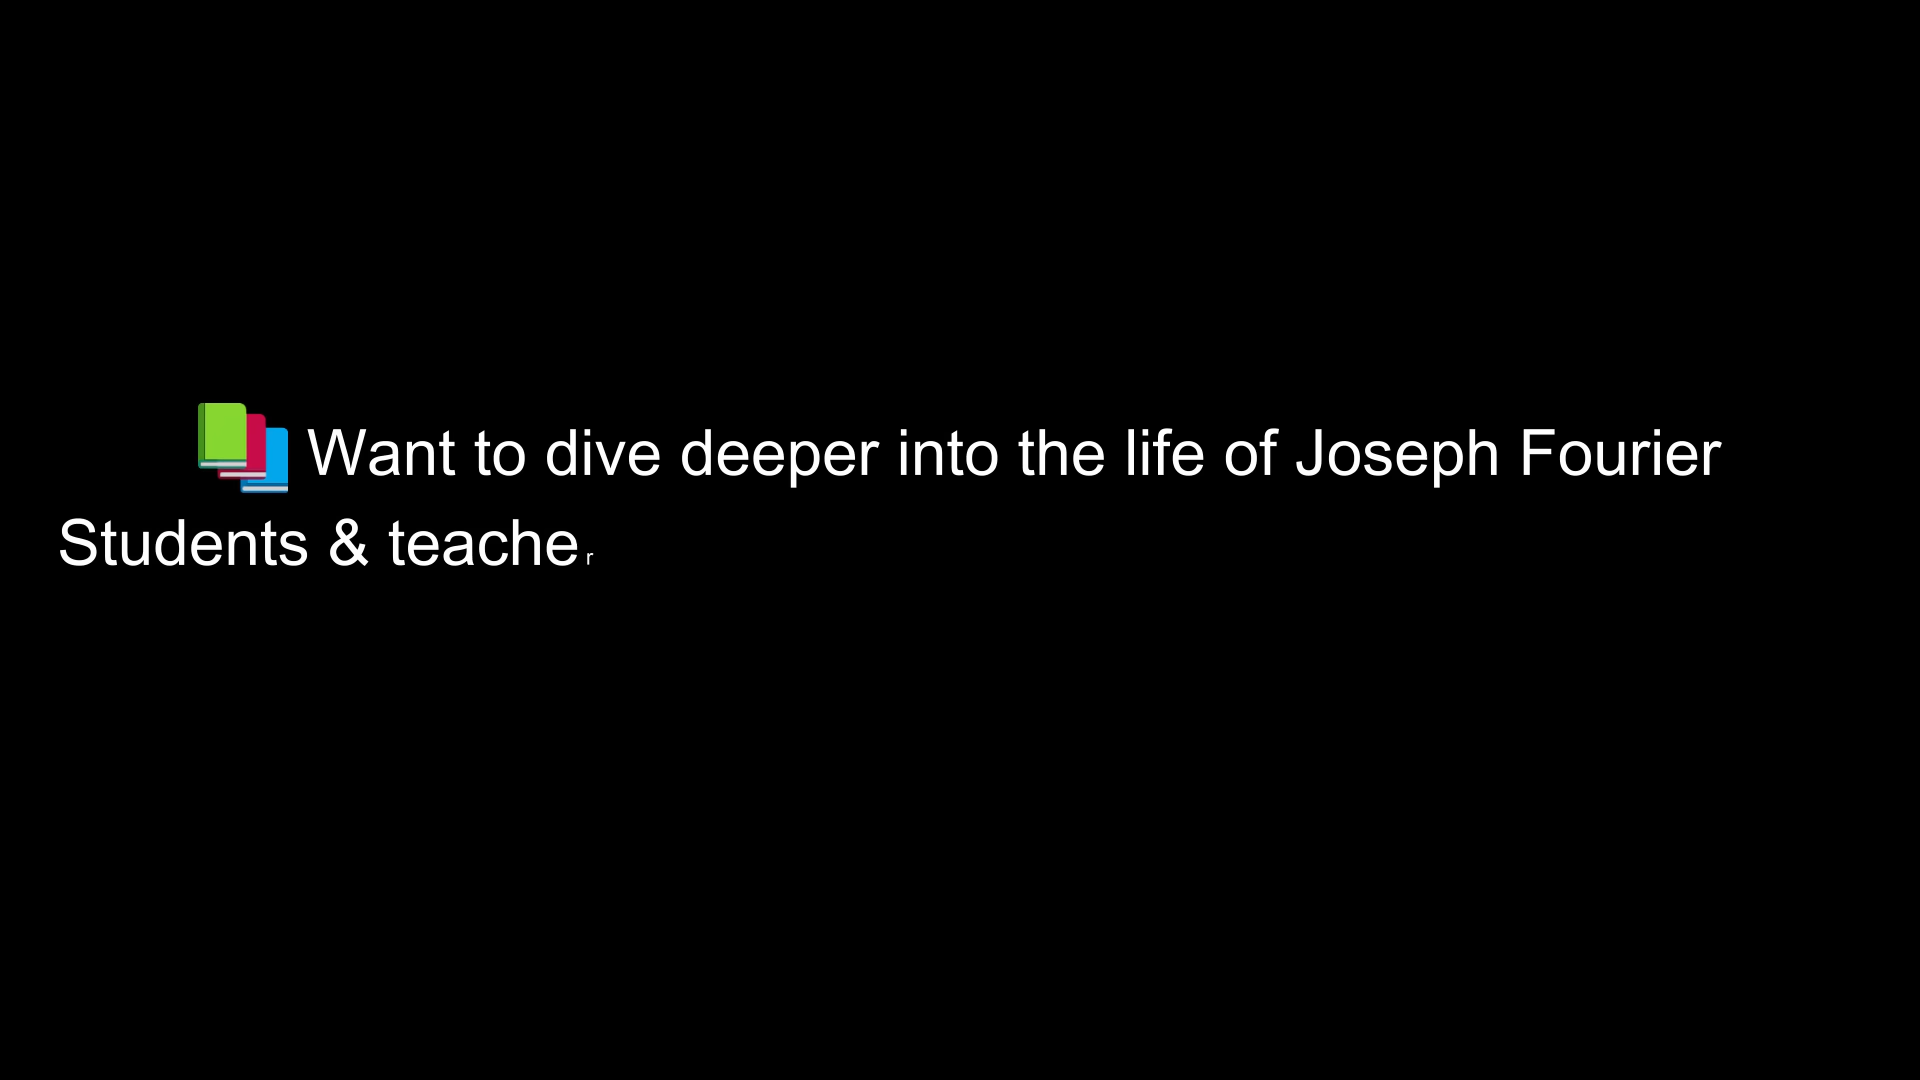 📚 Want to dive deeper into the life of Joseph Fourier
Students & teacher